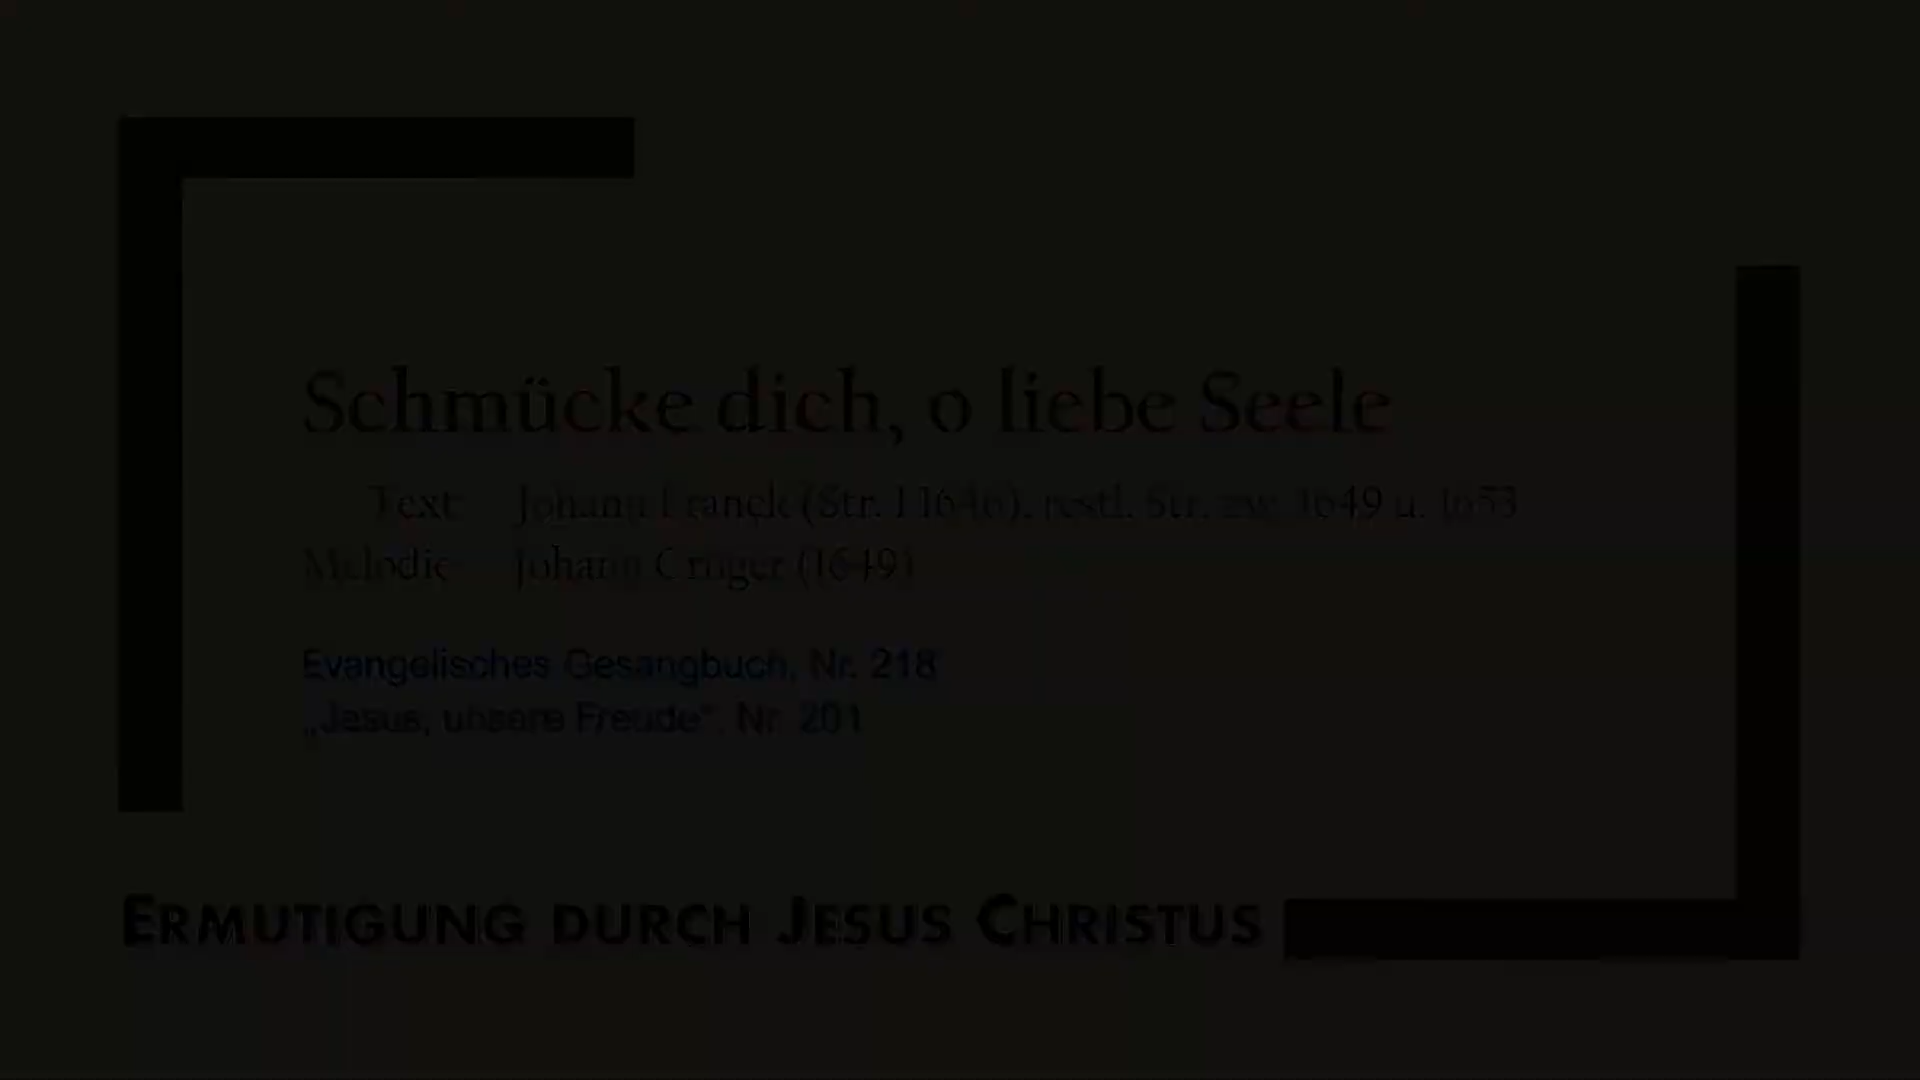 Schmücke dich, o liebe Seele
Text: Johann Franck (Str. 1 1646), restl. Str. zw. 1649 u. 1653
Melodie: Johann Crüger (1649)
Evangelisches Gesangbuch, Nr. 218
„Jesus, unsere Freude“, Nr. 201
ERMUTIGUNG DURCH JESUS CHRISTUS